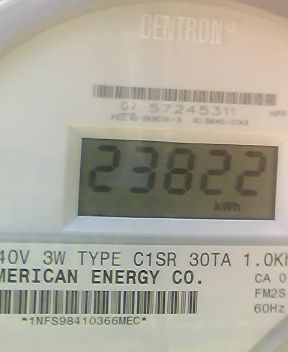 CENTRON®
07 57245311
23822
kWh
40V 3W TYPE C1SR 30TA 1.0K
MERICAN ENERGY CO.
CA 0
FM2S
60Hz
*1NFS98410366MEC*